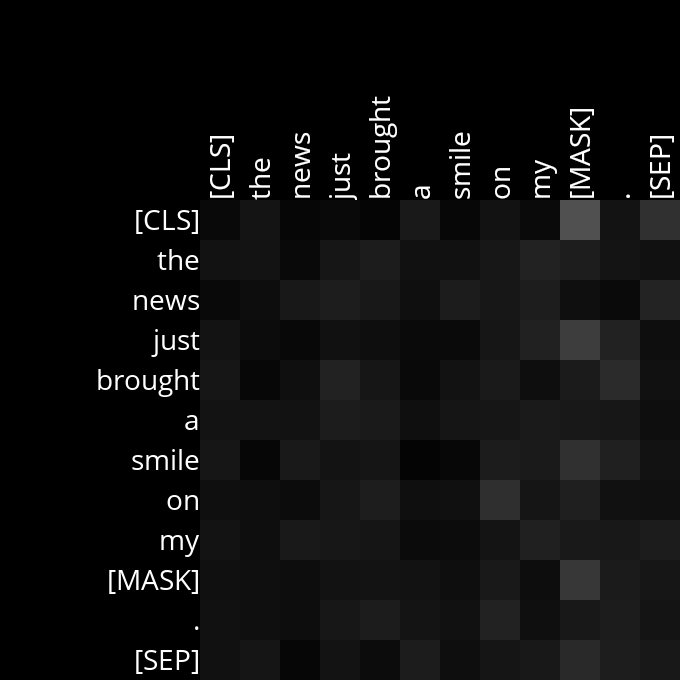 [CLS] the news just brought a smile on my [MASK] . [SEP]
[CLS]
the
news
just
brought
a
smile
on
my
[MASK]
.
[SEP]